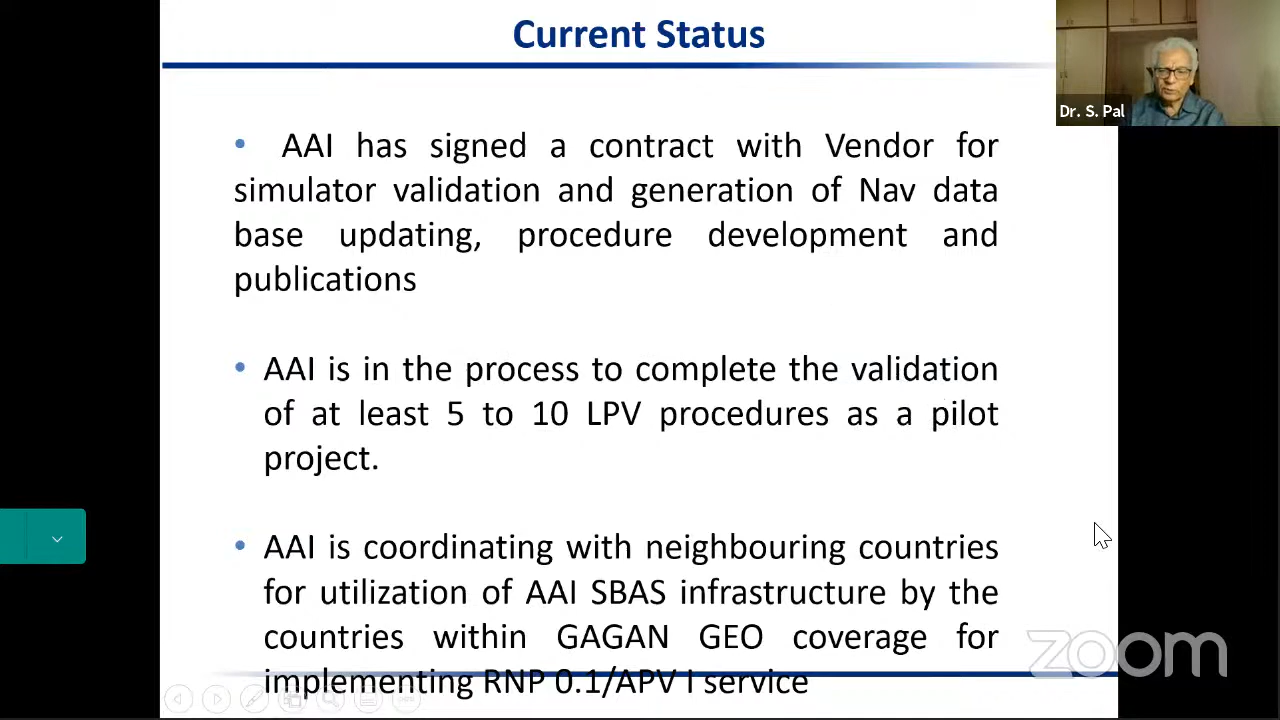 Current Status
Dr. S. Pal
• AAI has signed a contract with Vendor for
simulator validation and generation of Nav data
base updating, procedure development and
publications
• AAI is in the process to complete the validation
of at least 5 to 10 LPV procedures as a pilot
project.
• AAI is coordinating with neighbouring countries
for utilization of AAI SBAS infrastructure by the
countries within GAGAN GEO coverage for
implementing RNP 0.1/APV I service
zoom